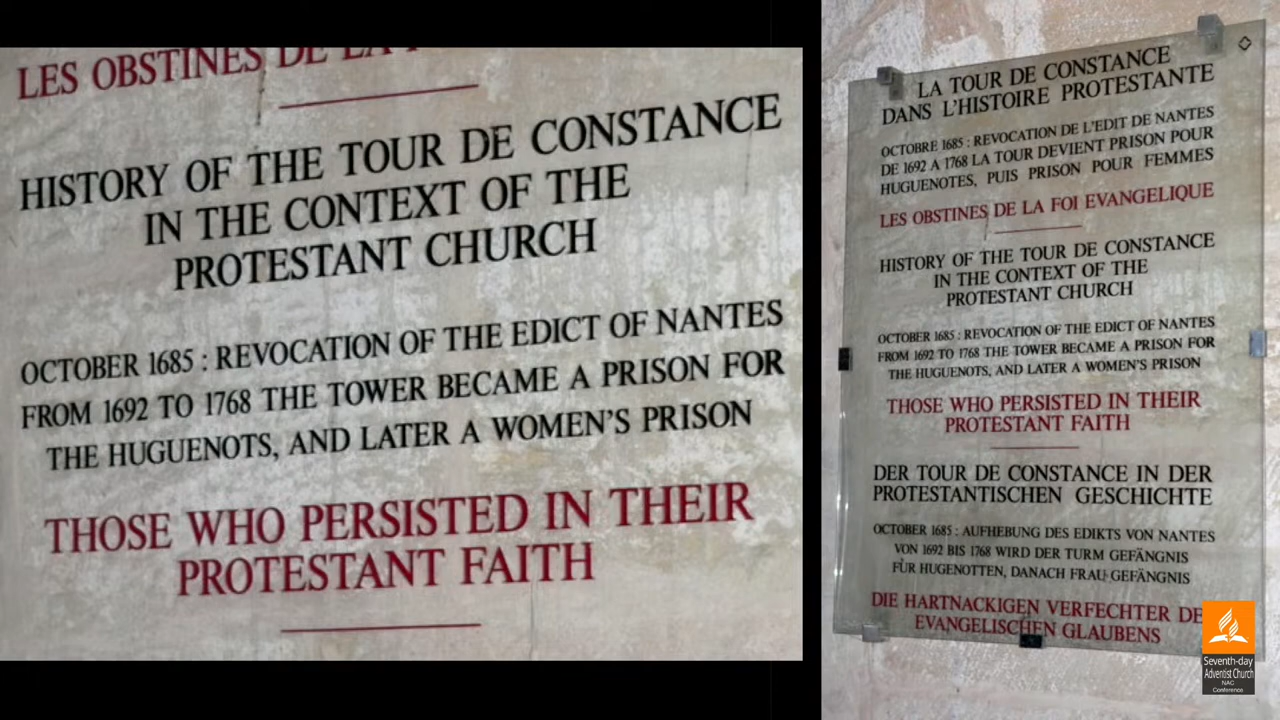 LES OBSTINES DE LA
HISTORY OF THE TOUR DE CONSTANCE
IN THE CONTEXT OF THE
PROTESTANT CHURCH
OCTOBER 1685 : REVOCATION OF THE EDICT OF NANTES
FROM 1692 TO 1768 THE TOWER BECAME A PRISON FOR
THE HUGUENOTS, AND LATER A WOMEN'S PRISON
THOSE WHO PERSISTED IN THEIR
PROTESTANT FAITH
LA TOUR DE CONSTANCE
DANS L'HISTOIRE PROTESTANTE
OCTOBRE 1685 : REVOCATION DE L'EDIT DE NANTES
DE 1692 A 1768 LA TOUR DEVIENT PRISON POUR
HUGUENOTES, PUIS PRISON POUR FEMMES
LES OBSTINES DE LA FOI EVANGELIQUE
HISTORY OF THE TOUR DE CONSTANCE
IN THE CONTEXT OF THE
PROTESTANT CHURCH
OCTOBER 1685 : REVOCATION OF THE EDICT OF NANTES
FROM 1692 TO 1768 THE TOWER BECAME A PRISON FOR
THE HUGUENOTS, AND LATER A WOMEN'S PRISON
THOSE WHO PERSISTED IN THEIR
PROTESTANT FAITH
DER TOUR DE CONSTANCE IN DER
PROTESTANTISCHEN GESCHICHTE
OCTOBER 1685 : AUFHEBUNG DES EDIKTS VON NANTES
VON 1692 BIS 1768 WIRD DER TURM GEFÄNGNIS
FÜR HUGENOTTEN, DANACH FRAU GEFÄNGNIS
DIE HARTNACKIGEN VERFECHTER DE
EVANGELISCHEN GLAUBENS
Seventh-day
Adventist Church
NAC
Conference